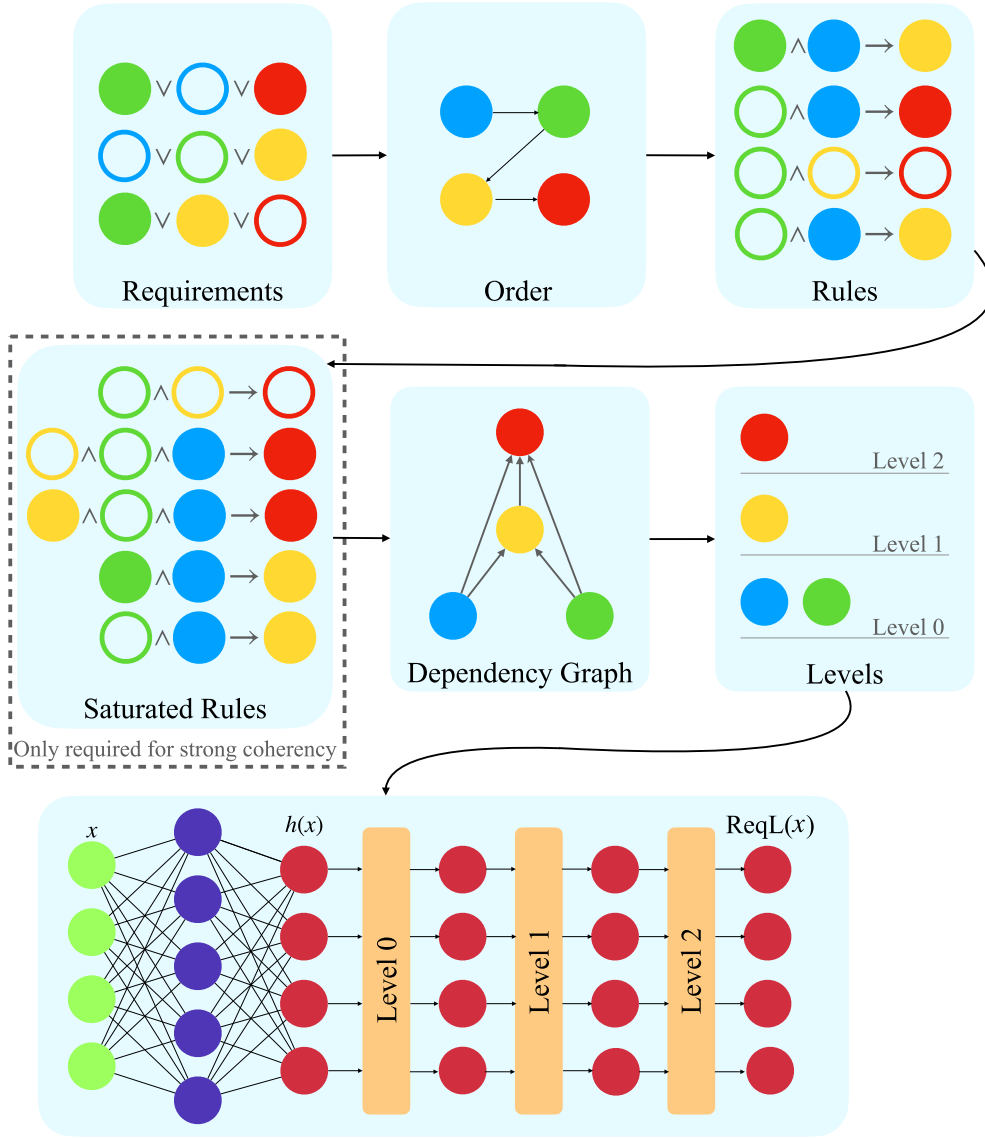 ∨ ∨
∨ ∨
∨ ∨
Requirements
Order
∧ →
∧ →
∧ →
∧ →
Rules
∧ →
∧ ∧ →
∧ ∧ →
∧ →
∧ →
Saturated Rules
Only required for strong coherency
Dependency Graph
Level 2
Level 1
Level 0
Levels
x
h(x)
ReqL(x)
Level 0
Level 1
Level 2